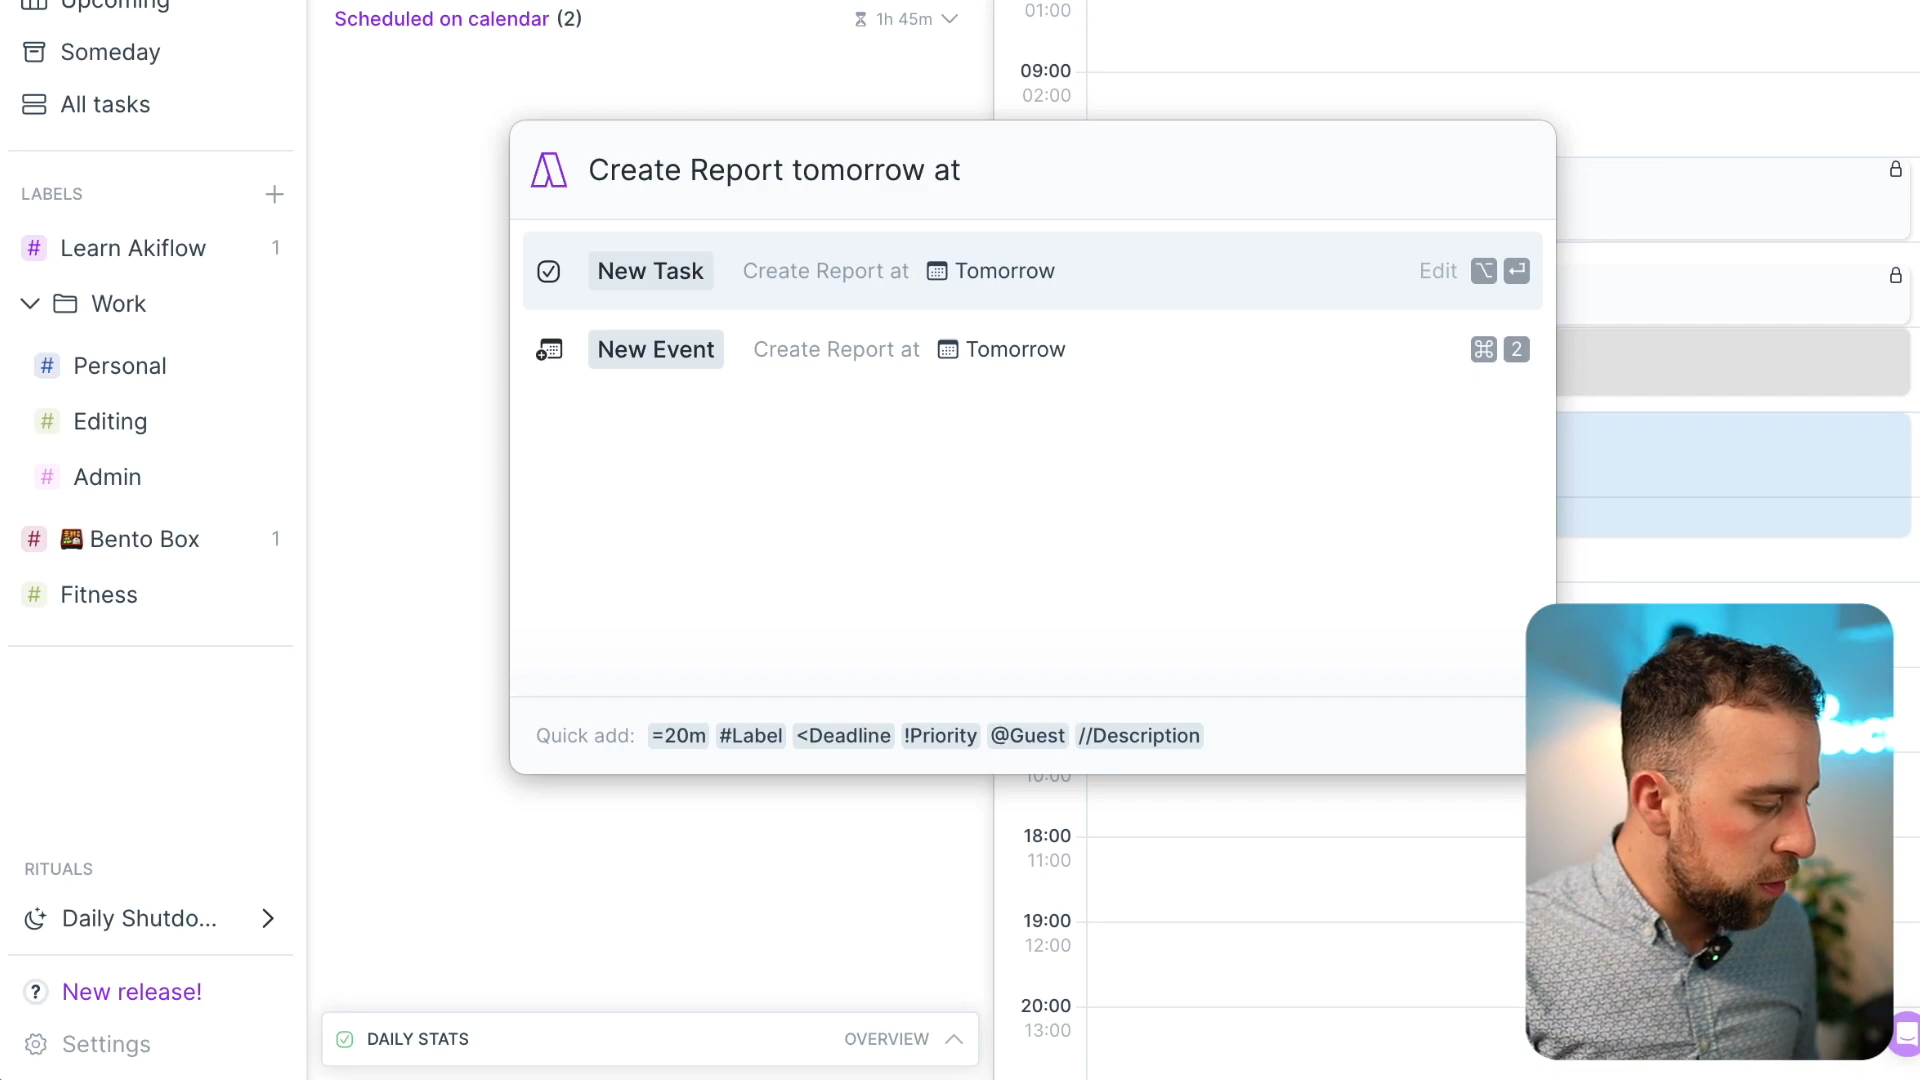 Upcoming
Someday
All tasks
LABELS
# Learn Akiflow 1
Work
# Personal
# Editing
# Admin
# Bento Box 1
# Fitness
RITUALS
Daily Shutdo...
? New release!
Settings
Scheduled on calendar (2) 1h 45m
Create Report tomorrow at
New Task Create Report at Tomorrow Edit
New Event Create Report at Tomorrow ⌘ 2
Quick add: =20m #Label <Deadline !Priority @Guest //Description
DAILY STATS OVERVIEW
01:00
09:00
02:00
10:00
18:00
11:00
19:00
12:00
20:00
13:00